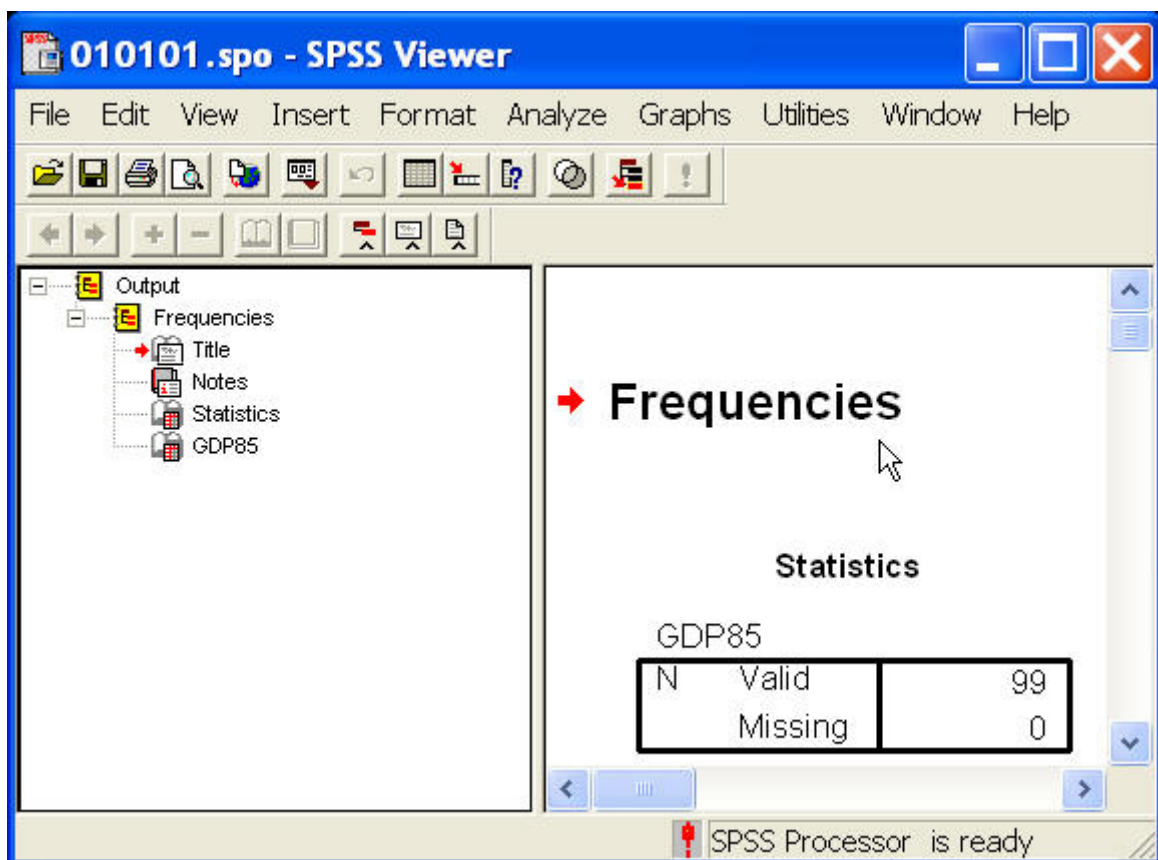 010101.spo - SPSS Viewer
File Edit View Insert Format Analyze Graphs Utilities Window Help
Output
Frequencies
Title
Notes
Statistics
GDP85
Frequencies
Statistics
GDP85
N Valid 99
Missing 0
SPSS Processor is ready